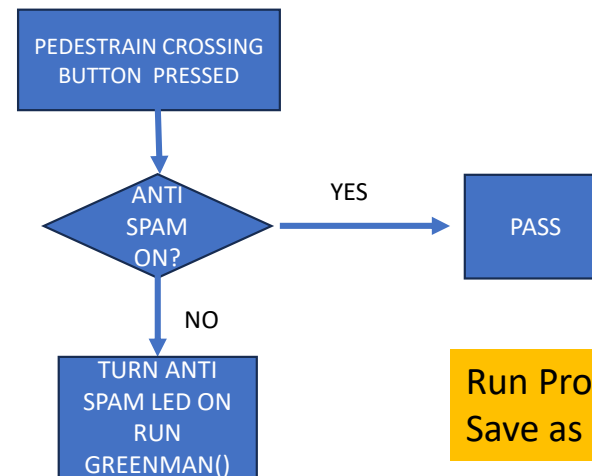 PEDESTRAIN CROSSING
BUTTON PRESSED
ANTI
SPAM
ON?
YES
PASS
NO
TURN ANTI
SPAM LED ON
RUN
GREENMAN()
Run Pro
Save as